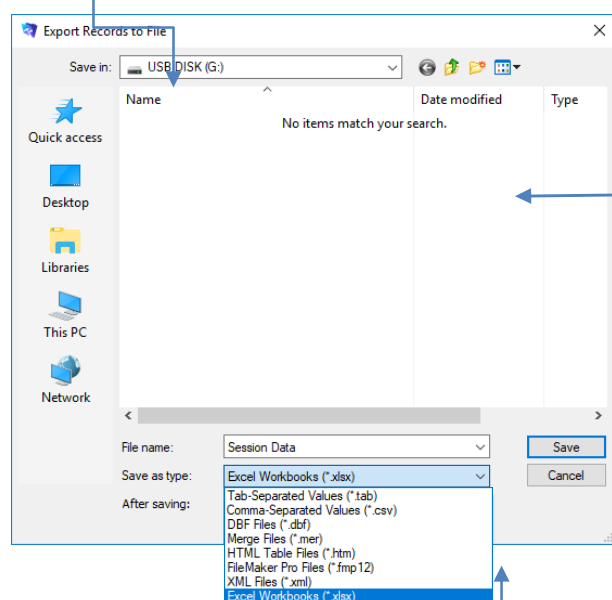 Export Records to File
Save in: USB DISK (G:)
Name Date modified Type
No items match your search.
Quick access
Desktop
Libraries
This PC
Network
File name: Session Data Save
Save as type: Excel Workbooks (*.xlsx) Cancel
After saving:
Tab-Separated Values (*.tab)
Comma-Separated Values (*.csv)
DBF Files (*.dbf)
Merge Files (*.mer)
HTML Table Files (*.htm)
FileMaker Pro Files (*.fmp12)
XML Files (*.xml)
Excel Workbooks (*.xlsx)